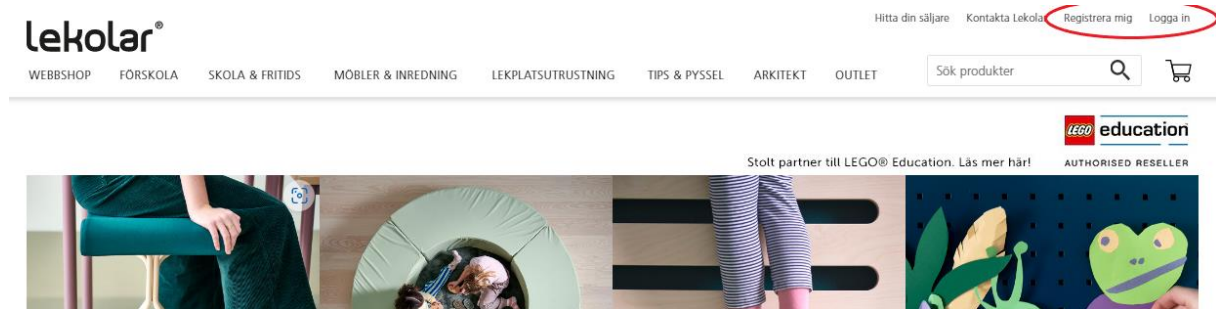 Hitta din säljare Kontakta Lekolar Registrera mig Logga in
lekolar®
WEBBSHOP FÖRSKOLA SKOLA & FRITIDS MÖBLER & INREDNING LEKPLATSUTRUSTNING TIPS & PYSSEL ARKITEKT OUTLET Sök produkter
LEGO education
Stolt partner till LEGO® Education. Läs mer här! AUTHORISED RESELLER